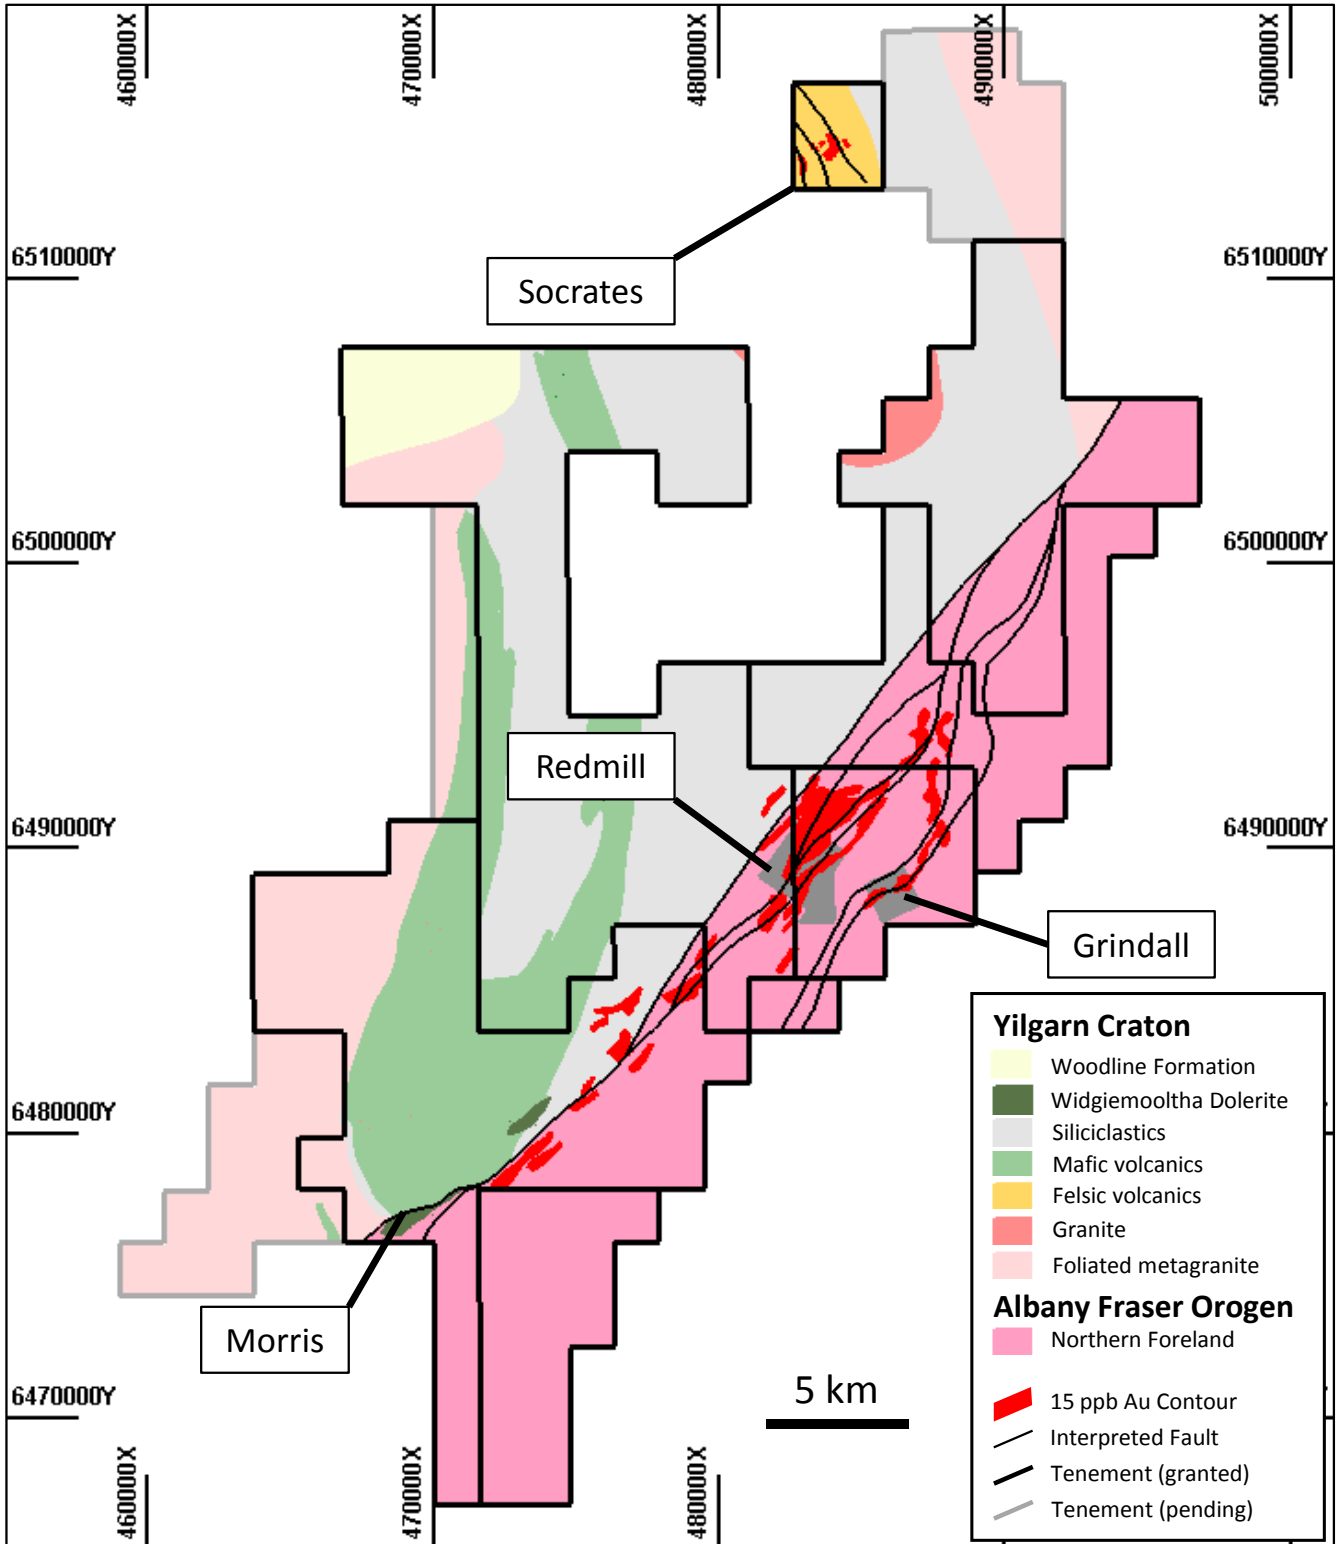 460000X
470000X
480000X
490000X
500000X
Socrates
6510000Y
6510000Y
6500000Y
6500000Y
Redmill
6490000Y
6490000Y
Grindall
6480000Y
Morris
6470000Y
5 km
460000X
470000X
480000X
Yilgarn Craton
Woodline Formation
Widgiemooltha Dolerite
Siliciclastics
Mafic volcanics
Felsic volcanics
Granite
Foliated metagranite
Albany Fraser Orogen
Northern Foreland
15 ppb Au Contour
Interpreted Fault
Tenement (granted)
Tenement (pending)